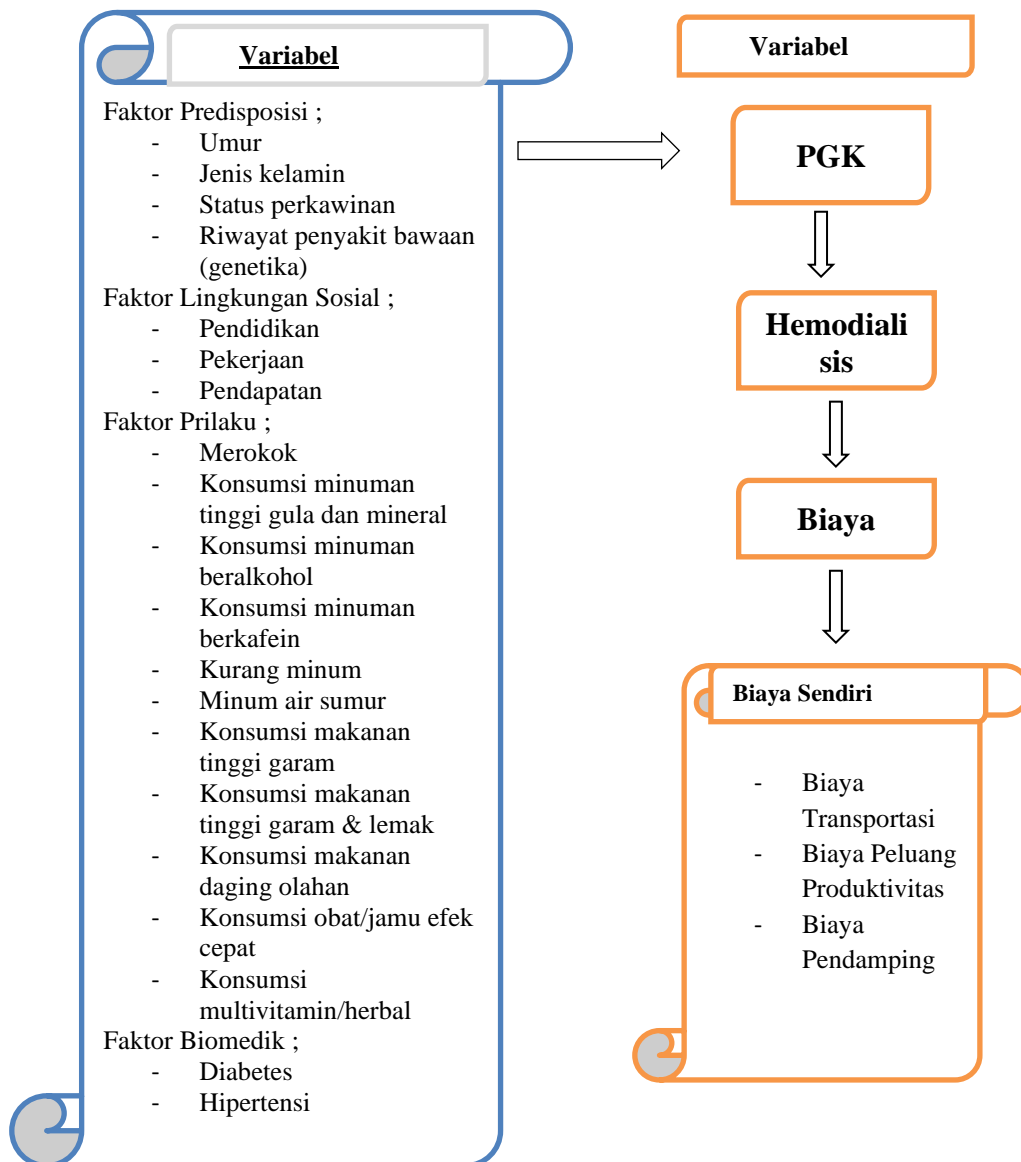 Variabel
Faktor Predisposisi ;
- Umur
- Jenis kelamin
- Status perkawinan
- Riwayat penyakit bawaan
(genetika)
Faktor Lingkungan Sosial ;
- Pendidikan
- Pekerjaan
- Pendapatan
Faktor Prilaku ;
- Merokok
- Konsumsi minuman
tinggi gula dan mineral
- Konsumsi minuman
beralkohol
- Konsumsi minuman
berkafein
- Kurang minum
- Minum air sumur
- Konsumsi makanan
tinggi garam
- Konsumsi makanan
tinggi garam & lemak
- Konsumsi makanan
daging olahan
- Konsumsi obat/jamu efek
cepat
- Konsumsi
multivitamin/herbal
Faktor Biomedik ;
- Diabetes
- Hipertensi
Variabel
PGK
Hemodiali
sis
Biaya
Biaya Sendiri
- Biaya
Transportasi
- Biaya Peluang
Produktivitas
- Biaya
Pendamping